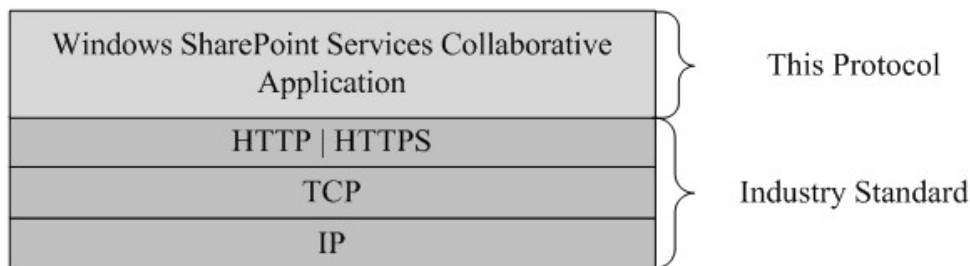 Windows SharePoint Services Collaborative
Application
This Protocol
HTTP | HTTPS
TCP
Industry Standard
IP